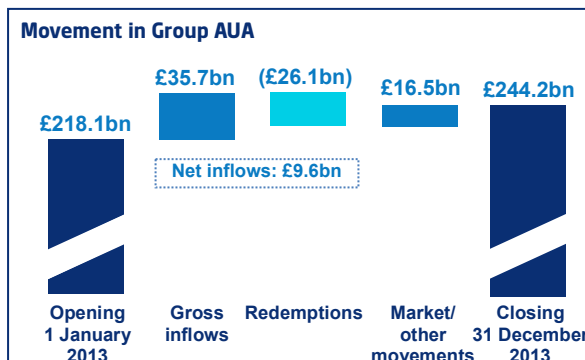 Movement in Group AUA
£218.1bn
£35.7bn
(£26.1bn)
£16.5bn
£244.2bn
Net inflows: £9.6bn
Opening
1 January
2013
Gross
inflows
Redemptions
Market/
other
movements
Closing
31 December
2013